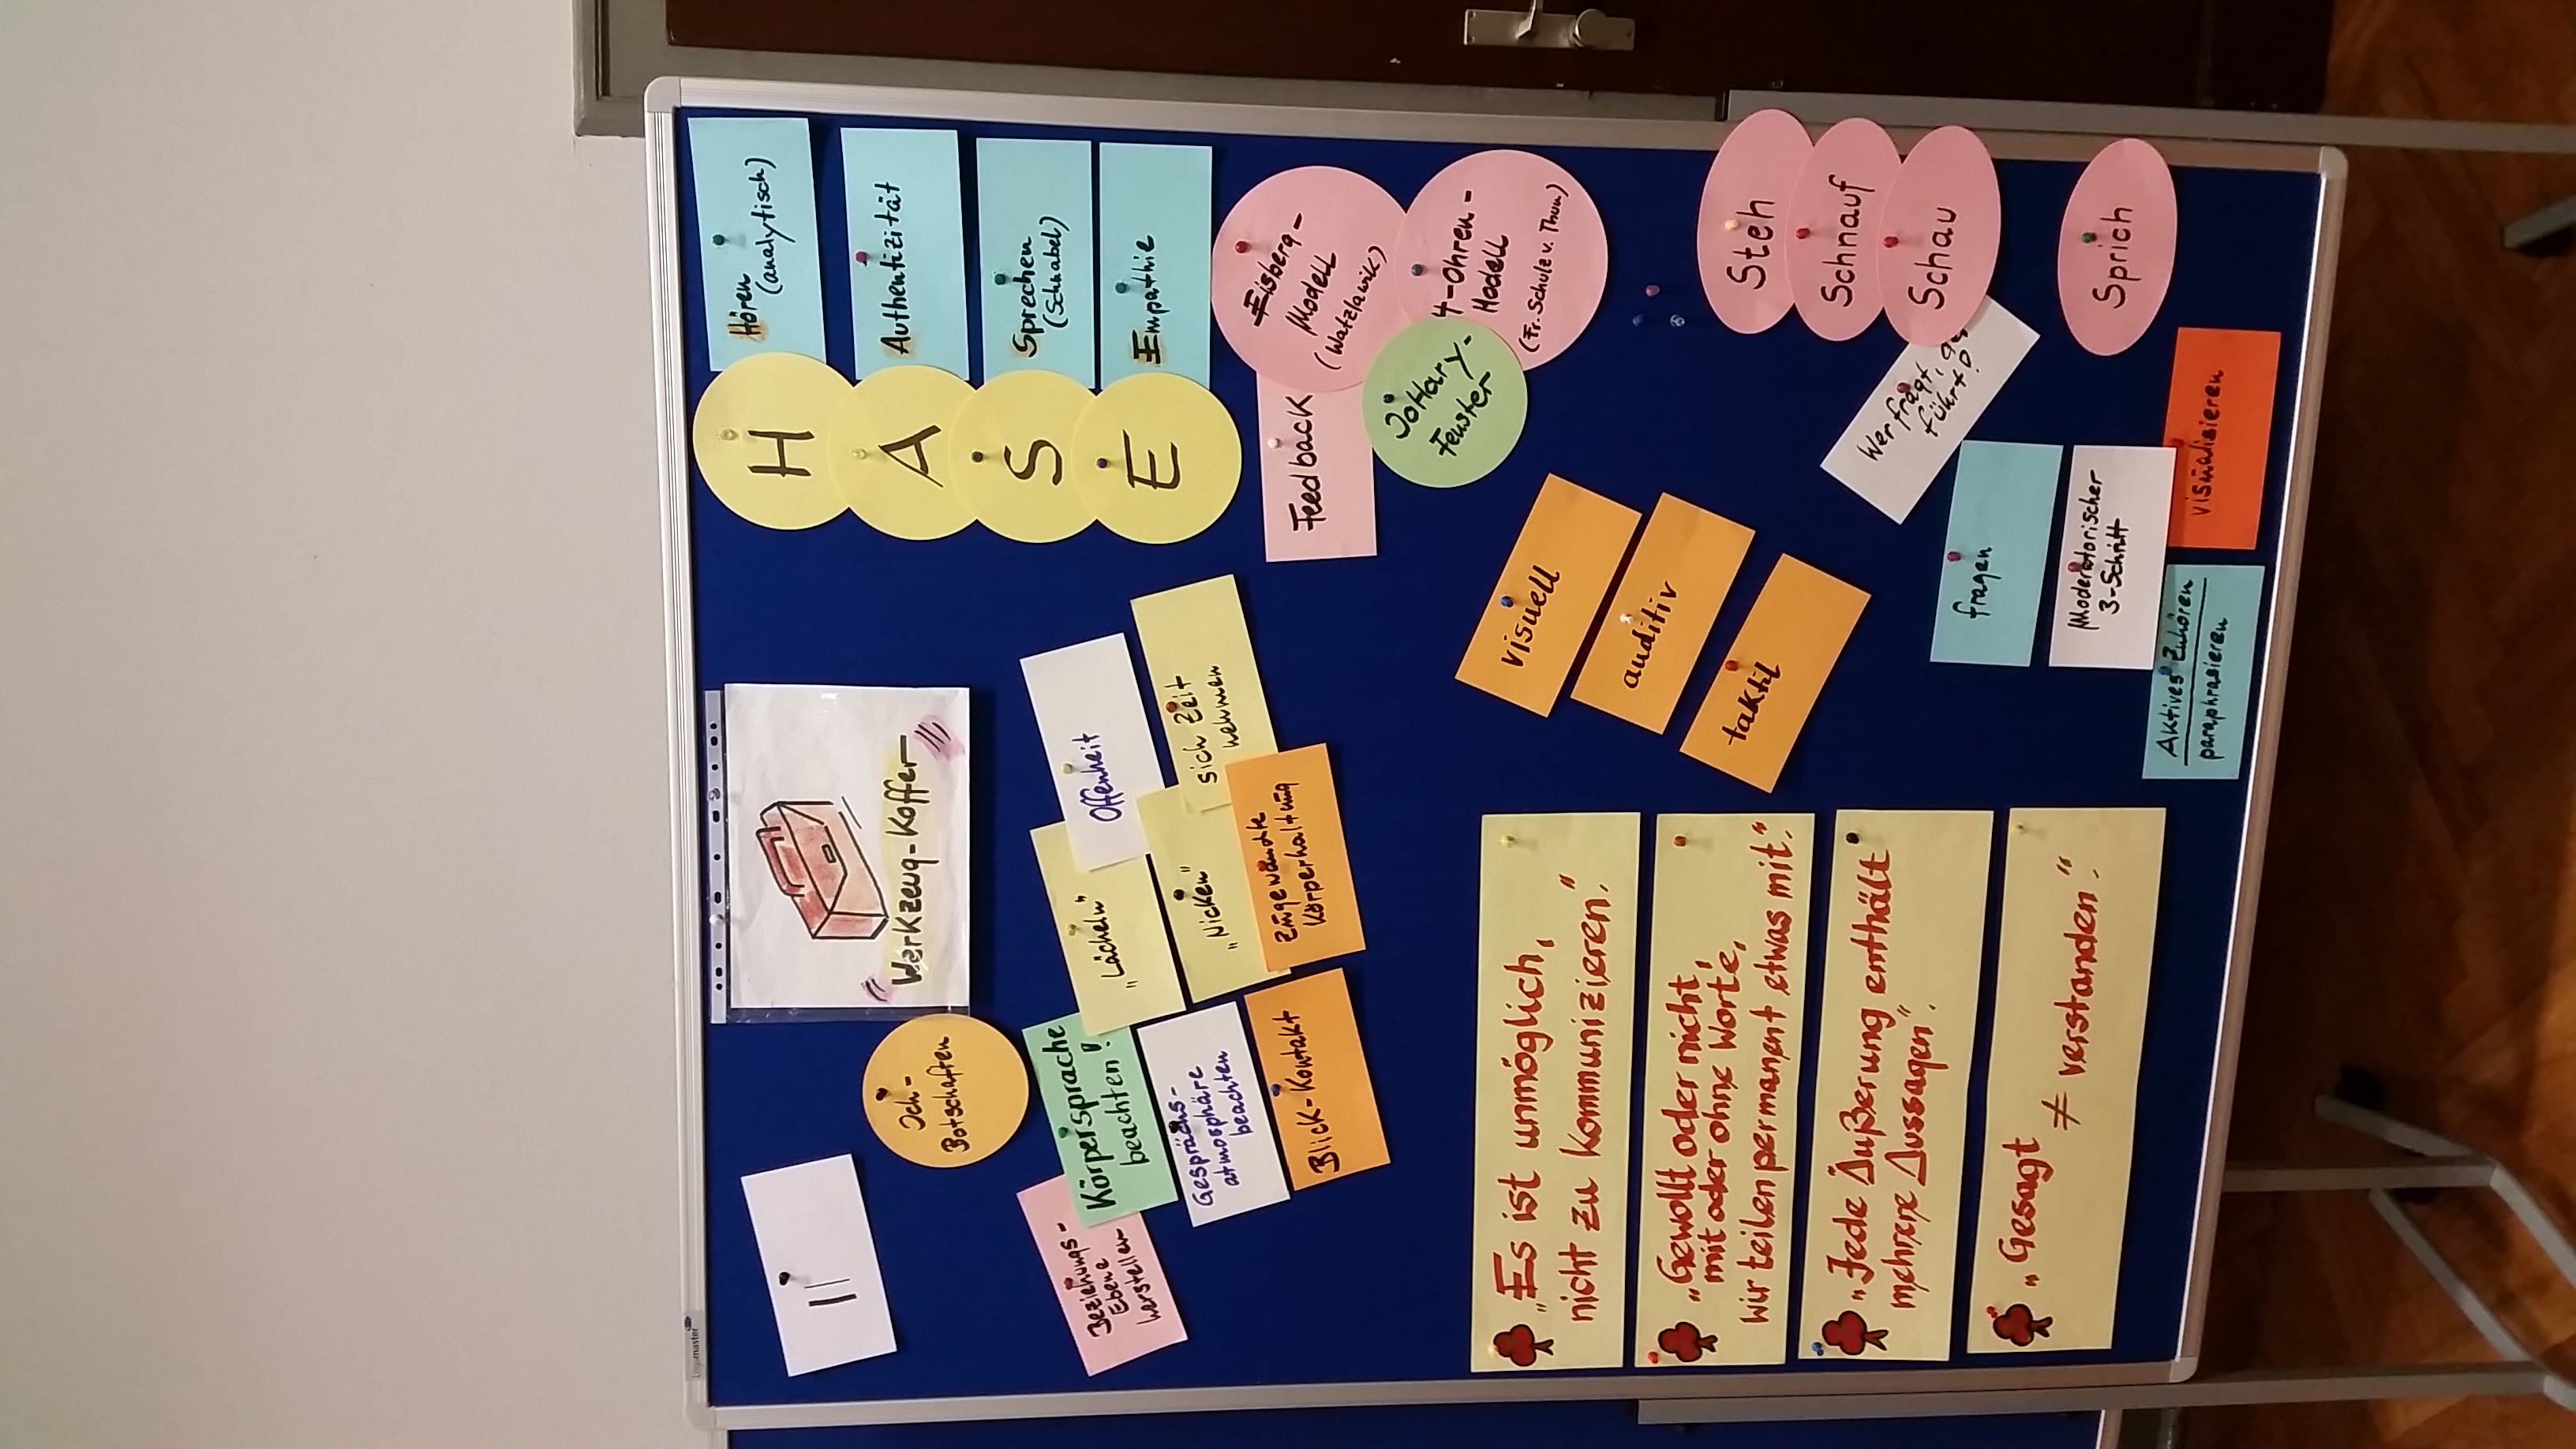 Legamaster
||
Werkzeug-Koffer
Ich-
Botschaften
Beziehungs-
Ebene
herstellen
Körpersprache
beachten!
„Lächeln"
Offenheit
Gesprächs-
atmosphäre
beachten
„Nicken"
sich Zeit
nehmen
Blick-Kontakt
Zugewandte
Körperhaltung
H
Hören
(analytisch)
A
Authentizität
S
Sprechen
(Schnabel)
E
Empathie
Feedback
Eisberg-
Modell
(Watzlawik)
JoHary-
Fenster
4-Ohren-
Modell
(Fr. Schulz v. Thun)
„Es ist unmöglich,
nicht zu kommunizieren."
„Gewollt oder nicht,
mit oder ohne Worte,
wir teilen permanent etwas mit."
„Jede Äußerung enthält
mehrere Aussagen".
„Gesagt
≠ verstanden."
visuell
auditiv
taktil
Steh
Schnauf
Schau
Sprich
Wer fragt,
führt!
fragen
Moderatorischer
3-Schritt
Aktives Zuhören
paraphrasieren
visualisieren